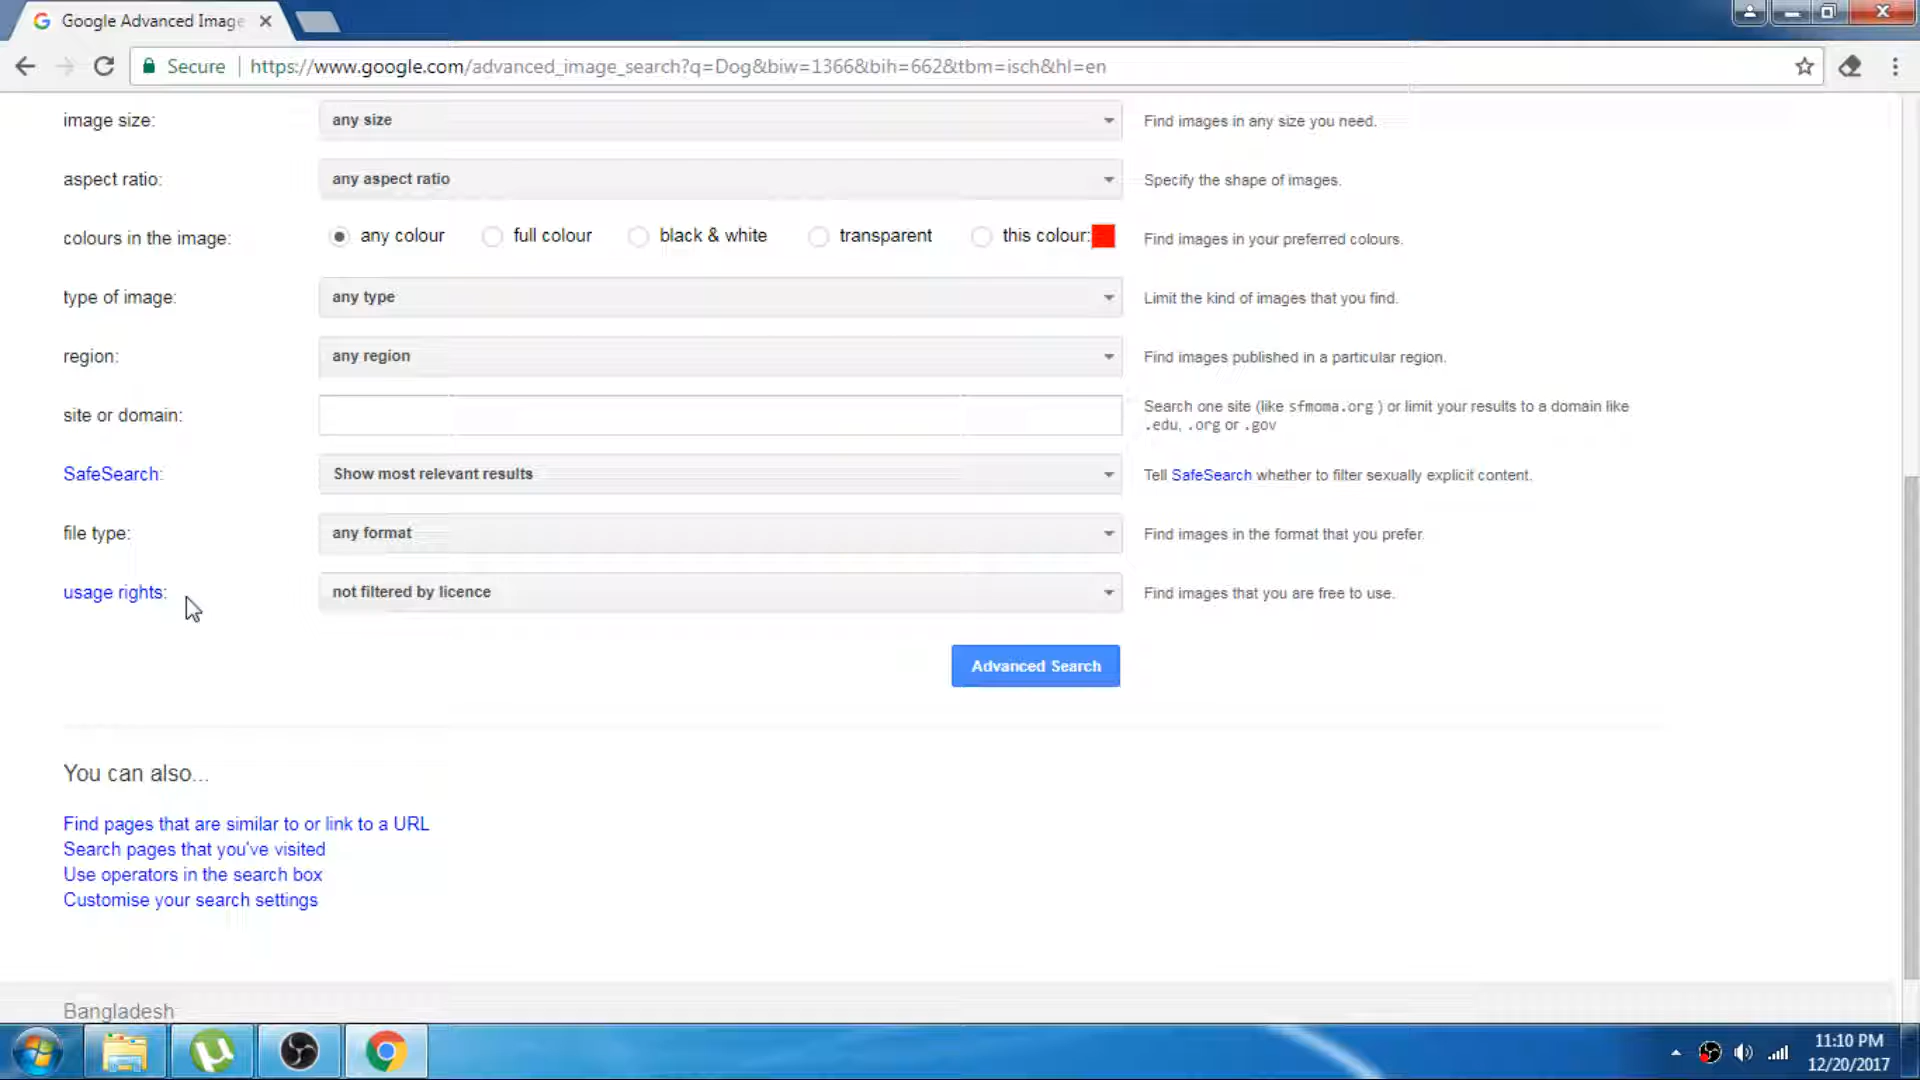 Google Advanced Image
Secure https://www.google.com/advanced_image_search?q=Dog&biw=1366&bih=662&tbm=isch&hl=en
image size: any size Find images in any size you need.
aspect ratio: any aspect ratio Specify the shape of images.
colours in the image: any colour full colour black & white transparent this colour: Find images in your preferred colours.
type of image: any type Limit the kind of images that you find.
region: any region Find images published in a particular region.
site or domain: Search one site (like sfmoma.org ) or limit your results to a domain like
.edu, .org or .gov
SafeSearch: Show most relevant results Tell SafeSearch whether to filter sexually explicit content.
file type: any format Find images in the format that you prefer.
usage rights: not filtered by licence Find images that you are free to use.
Advanced Search
You can also...
Find pages that are similar to or link to a URL
Search pages that you've visited
Use operators in the search box
Customise your search settings
Bangladesh
11:10 PM
12/20/2017